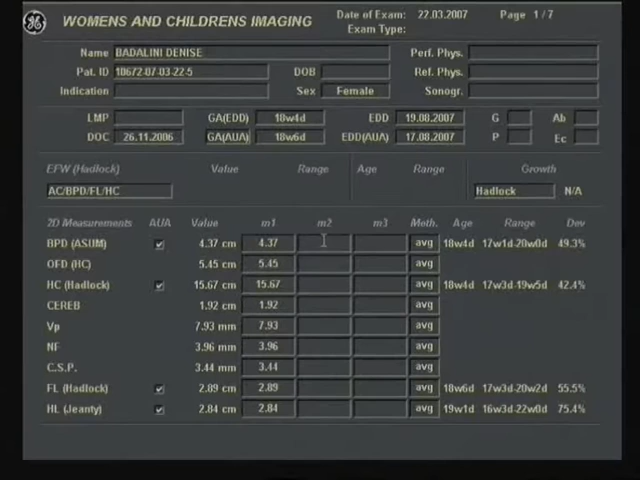 WOMENS AND CHILDRENS IMAGING Date of Exam: 22.03.2007 Page 1 / 7
Exam Type:
Name BADALINI DENISE Perf. Phys.
Pat. ID 10672-07-03-22-5 DOB Ref. Phys.
Indication Sex Female Sonogr.
LMP GA(EDD) 18w4d EDD 19.08.2007 G Ab
DOC 26.11.2006 GA(AUA) 18w6d EDD(AUA) 17.08.2007 P Ec
EFW (Hadlock) Value Range Age Range Growth
AC/BPD/FL/HC Hadlock N/A
2D Measurements AUA Value m1 m2 m3 Meth. Age Range Dev
BPD (ASUM) 4.37 cm 4.37 avg 18w4d 17w1d-20w0d 49.3%
OFD (HC) 5.45 cm 5.45 avg
HC (Hadlock) 15.67 cm 15.67 avg 18w4d 17w3d-19w5d 42.4%
CEREB 1.92 cm 1.92 avg
Vp 7.93 mm 7.93 avg
NF 3.96 mm 3.96 avg
C.S.P. 3.44 mm 3.44 avg
FL (Hadlock) 2.89 cm 2.89 avg 18w6d 17w3d-20w2d 55.5%
HL (Jeanty) 2.84 cm 2.84 avg 19w1d 16w3d-22w0d 75.4%